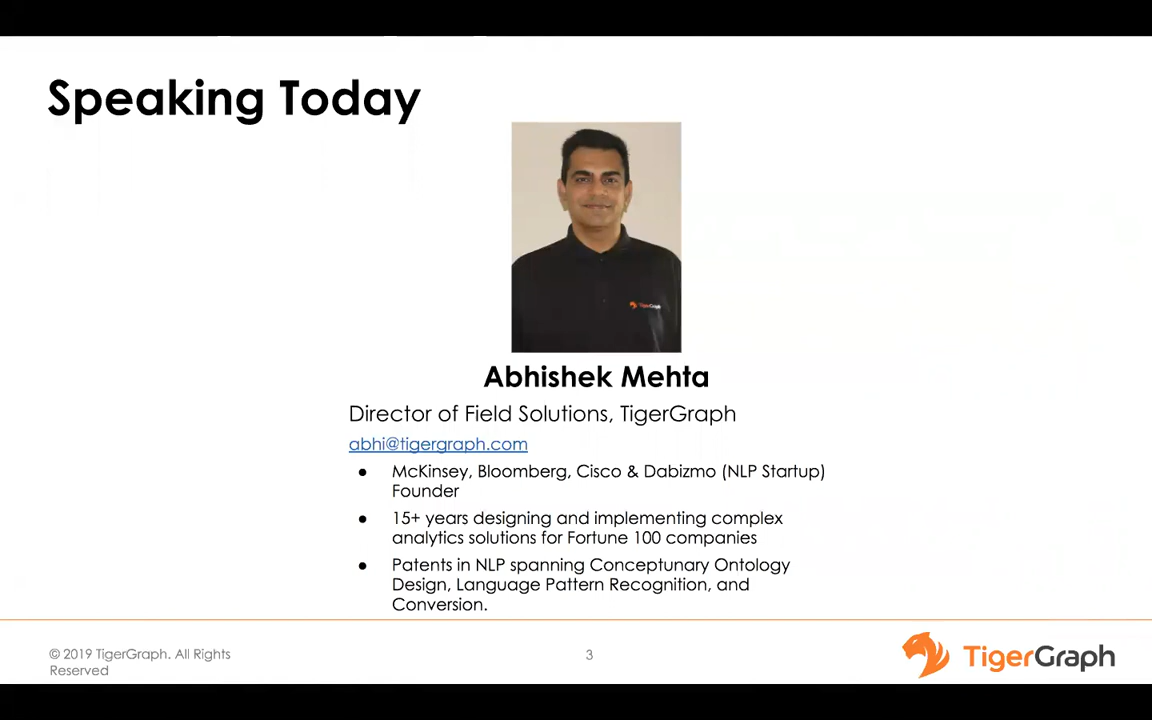 Speaking Today
TigerGraph
Abhishek Mehta
Director of Field Solutions, TigerGraph
abhi@tigergraph.com
● McKinsey, Bloomberg, Cisco & Dabizmo (NLP Startup)
Founder
● 15+ years designing and implementing complex
analytics solutions for Fortune 100 companies
● Patents in NLP spanning Conceptunary Ontology
Design, Language Pattern Recognition, and
Conversion.
© 2019 TigerGraph. All Rights
Reserved
3
TigerGraph